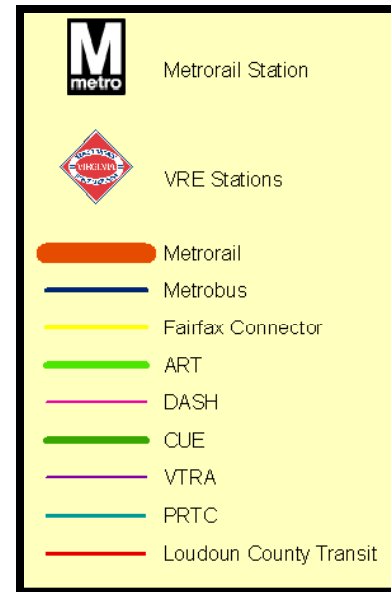 M
metro
Metrorail Station
VIRGINIA
VRE Stations
Metrorail
Metrobus
Fairfax Connector
ART
DASH
CUE
VTRA
PRTC
Loudoun County Transit